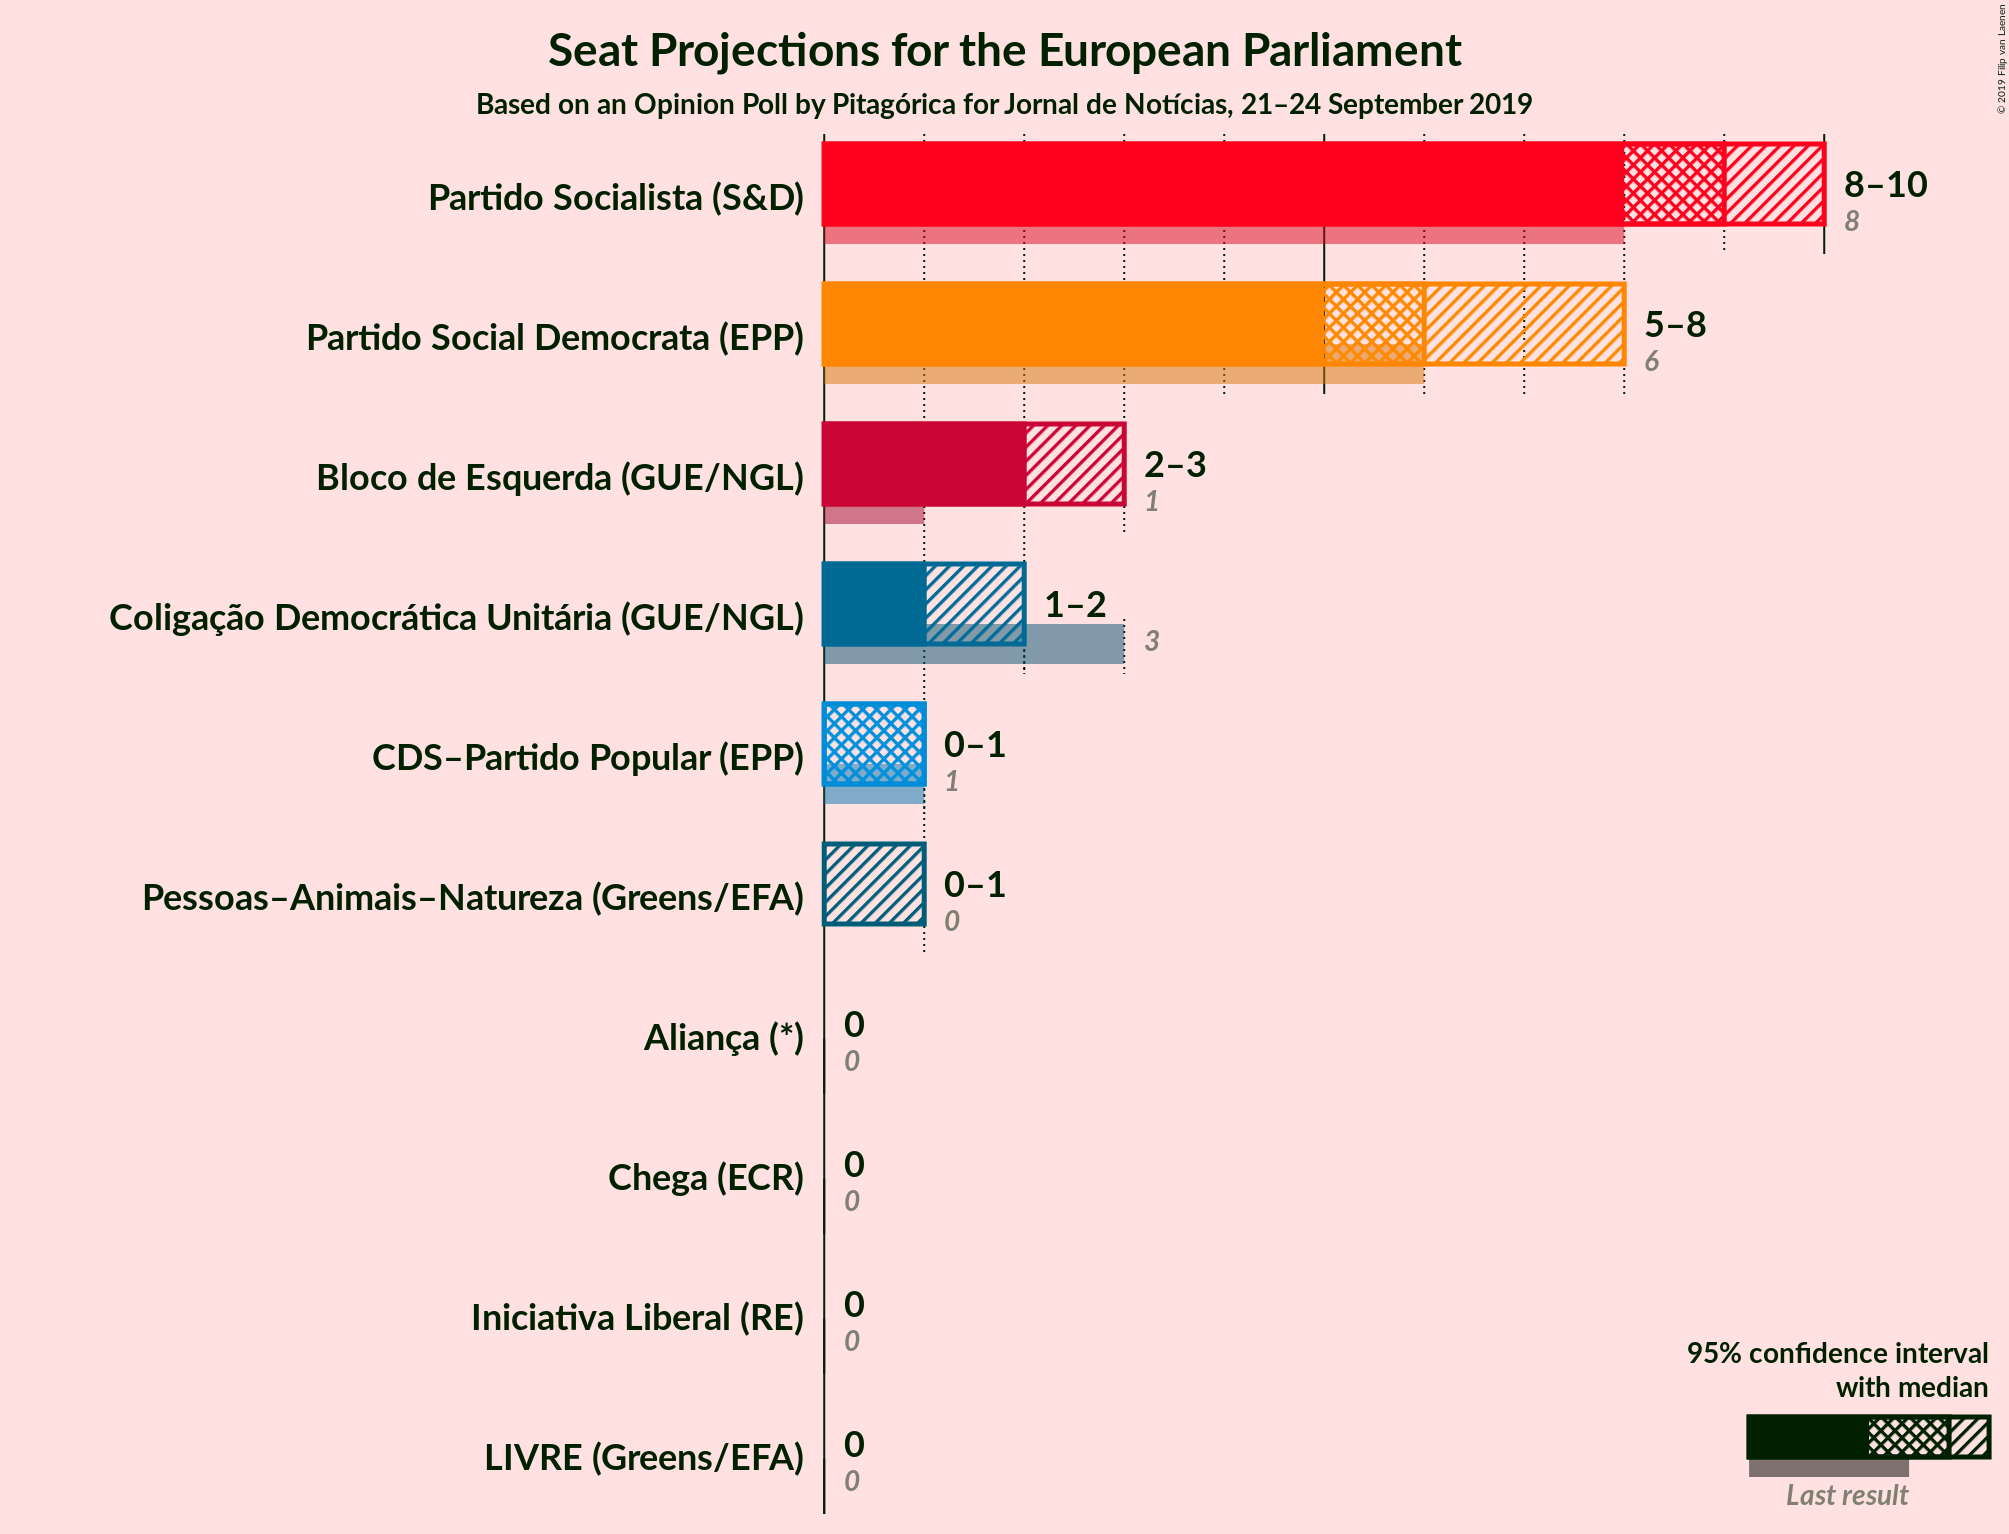 Seat Projections for the European Parliament
Based on an Opinion Poll by Pitagórica for Jornal de Notícias, 21–24 September 2019
© 2019 Filip van Laenen
Partido Socialista (S&D)
8–10
8
Partido Social Democrata (EPP)
5–8
6
Bloco de Esquerda (GUE/NGL)
2–3
1
Coligação Democrática Unitária (GUE/NGL)
1–2
3
CDS–Partido Popular (EPP)
0–1
1
Pessoas–Animais–Natureza (Greens/EFA)
0–1
0
Aliança (*)
0
0
Chega (ECR)
0
0
Iniciativa Liberal (RE)
0
0
LIVRE (Greens/EFA)
0
0
95% confidence interval
with median
Last result